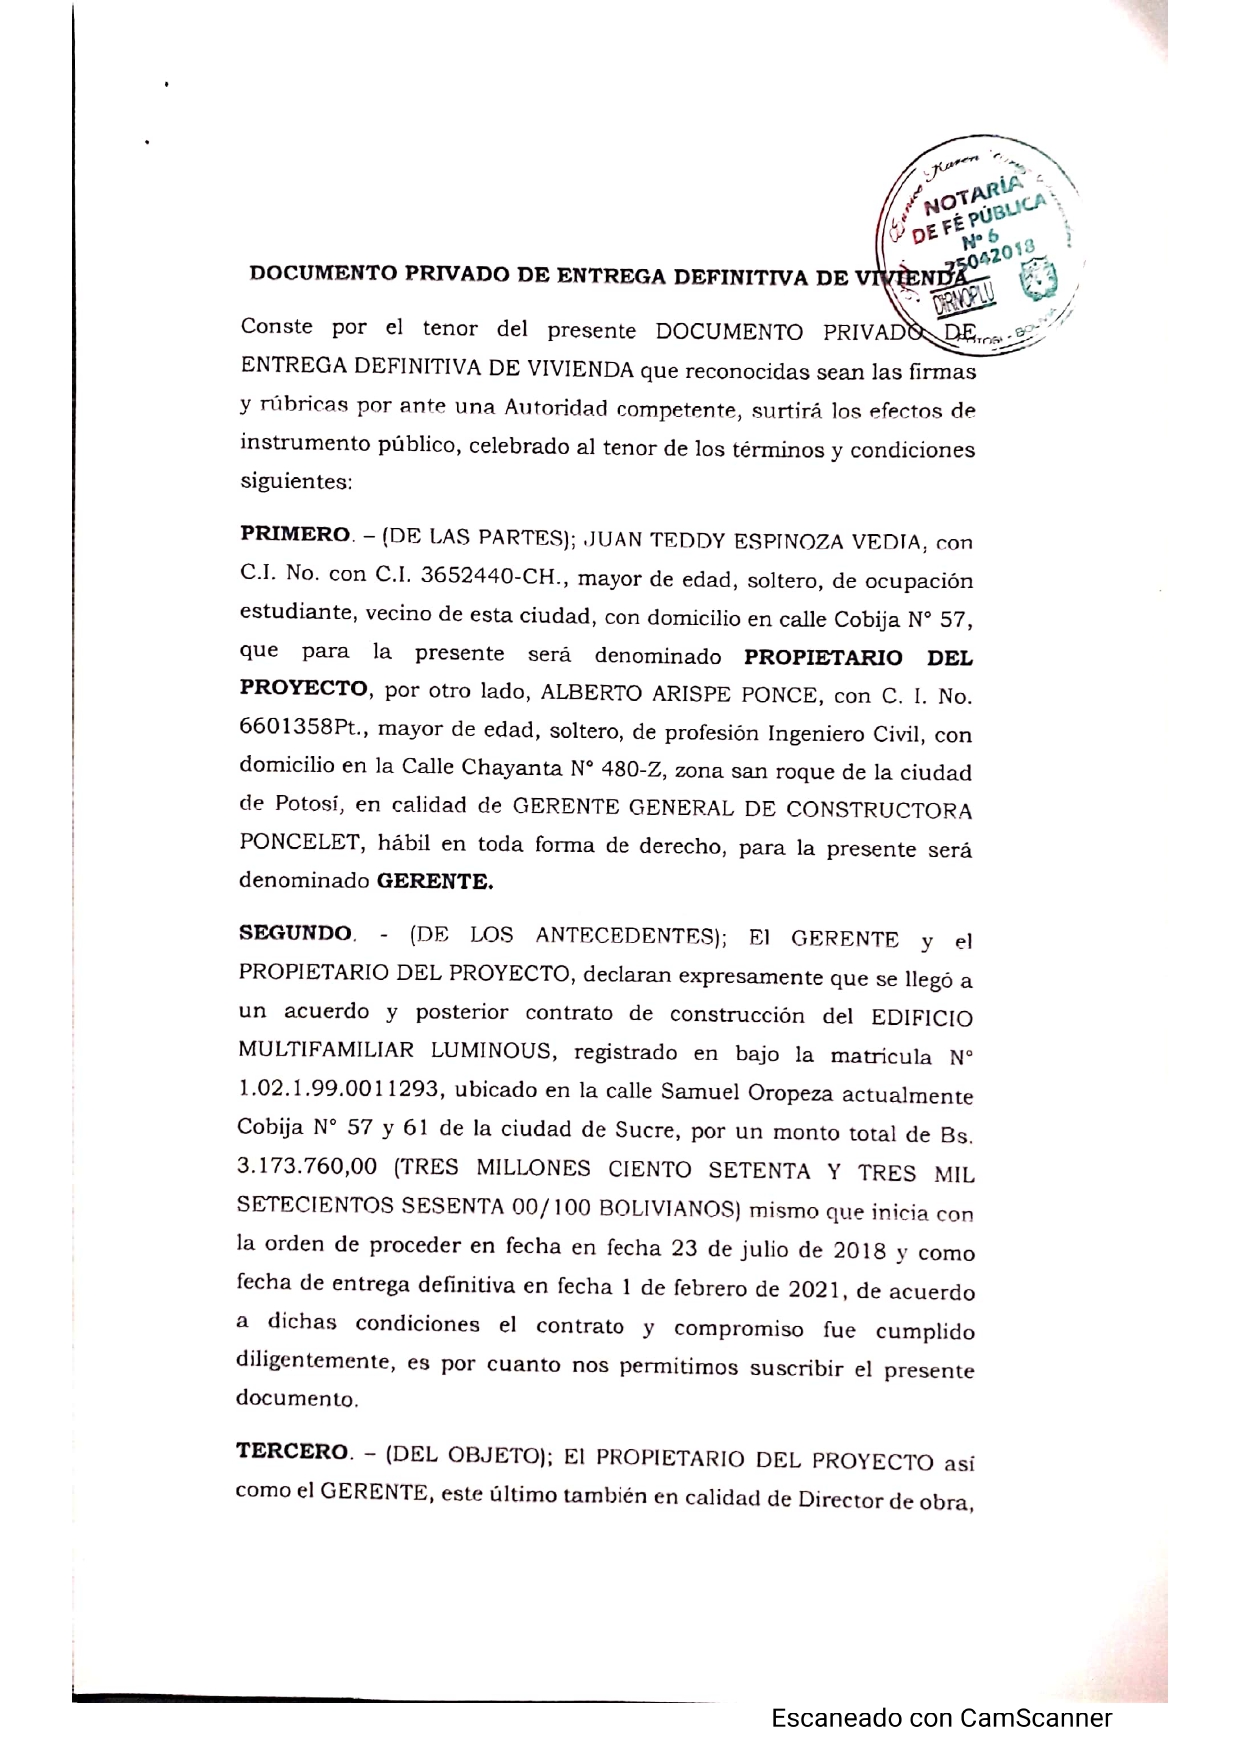 Karen
NOTARÍA
DE FÉ PÚBLICA
Nº 6
25042018
DIRNOPLU
DOCUMENTO PRIVADO DE ENTREGA DEFINITIVA DE VIVIENDA
Conste por el tenor del presente DOCUMENTO PRIVADO DE
ENTREGA DEFINITIVA DE VIVIENDA que reconocidas sean las firmas
y rúbricas por ante una Autoridad competente, surtirá los efectos de
instrumento público, celebrado al tenor de los términos y condiciones
siguientes:
PRIMERO. – (DE LAS PARTES); JUAN TEDDY ESPINOZA VEDIA, con
C.I. No. con C.I. 3652440-CH., mayor de edad, soltero, de ocupación
estudiante, vecino de esta ciudad, con domicilio en calle Cobija N° 57,
que para la presente será denominado PROPIETARIO DEL
PROYECTO, por otro lado, ALBERTO ARISPE PONCE, con C. I. No.
6601358Pt., mayor de edad, soltero, de profesión Ingeniero Civil, con
domicilio en la Calle Chayanta N° 480-Z, zona san roque de la ciudad
de Potosí, en calidad de GERENTE GENERAL DE CONSTRUCTORA
PONCELET, hábil en toda forma de derecho, para la presente será
denominado GERENTE.
SEGUNDO. - (DE LOS ANTECEDENTES); El GERENTE y el
PROPIETARIO DEL PROYECTO, declaran expresamente que se llegó a
un acuerdo y posterior contrato de construcción del EDIFICIO
MULTIFAMILIAR LUMINOUS, registrado en bajo la matrícula N°
1.02.1.99.0011293, ubicado en la calle Samuel Oropeza actualmente
Cobija N° 57 y 61 de la ciudad de Sucre, por un monto total de Bs.
3.173.760,00 (TRES MILLONES CIENTO SETENTA Y TRES MIL
SETECIENTOS SESENTA 00/100 BOLIVIANOS) mismo que inicia con
la orden de proceder en fecha en fecha 23 de julio de 2018 y como
fecha de entrega definitiva en fecha 1 de febrero de 2021, de acuerdo
a dichas condiciones el contrato y compromiso fue cumplido
diligentemente, es por cuanto nos permitimos suscribir el presente
documento.
TERCERO. – (DEL OBJETO); El PROPIETARIO DEL PROYECTO así
como el GERENTE, este último también en calidad de Director de obra,
Escaneado con CamScanner